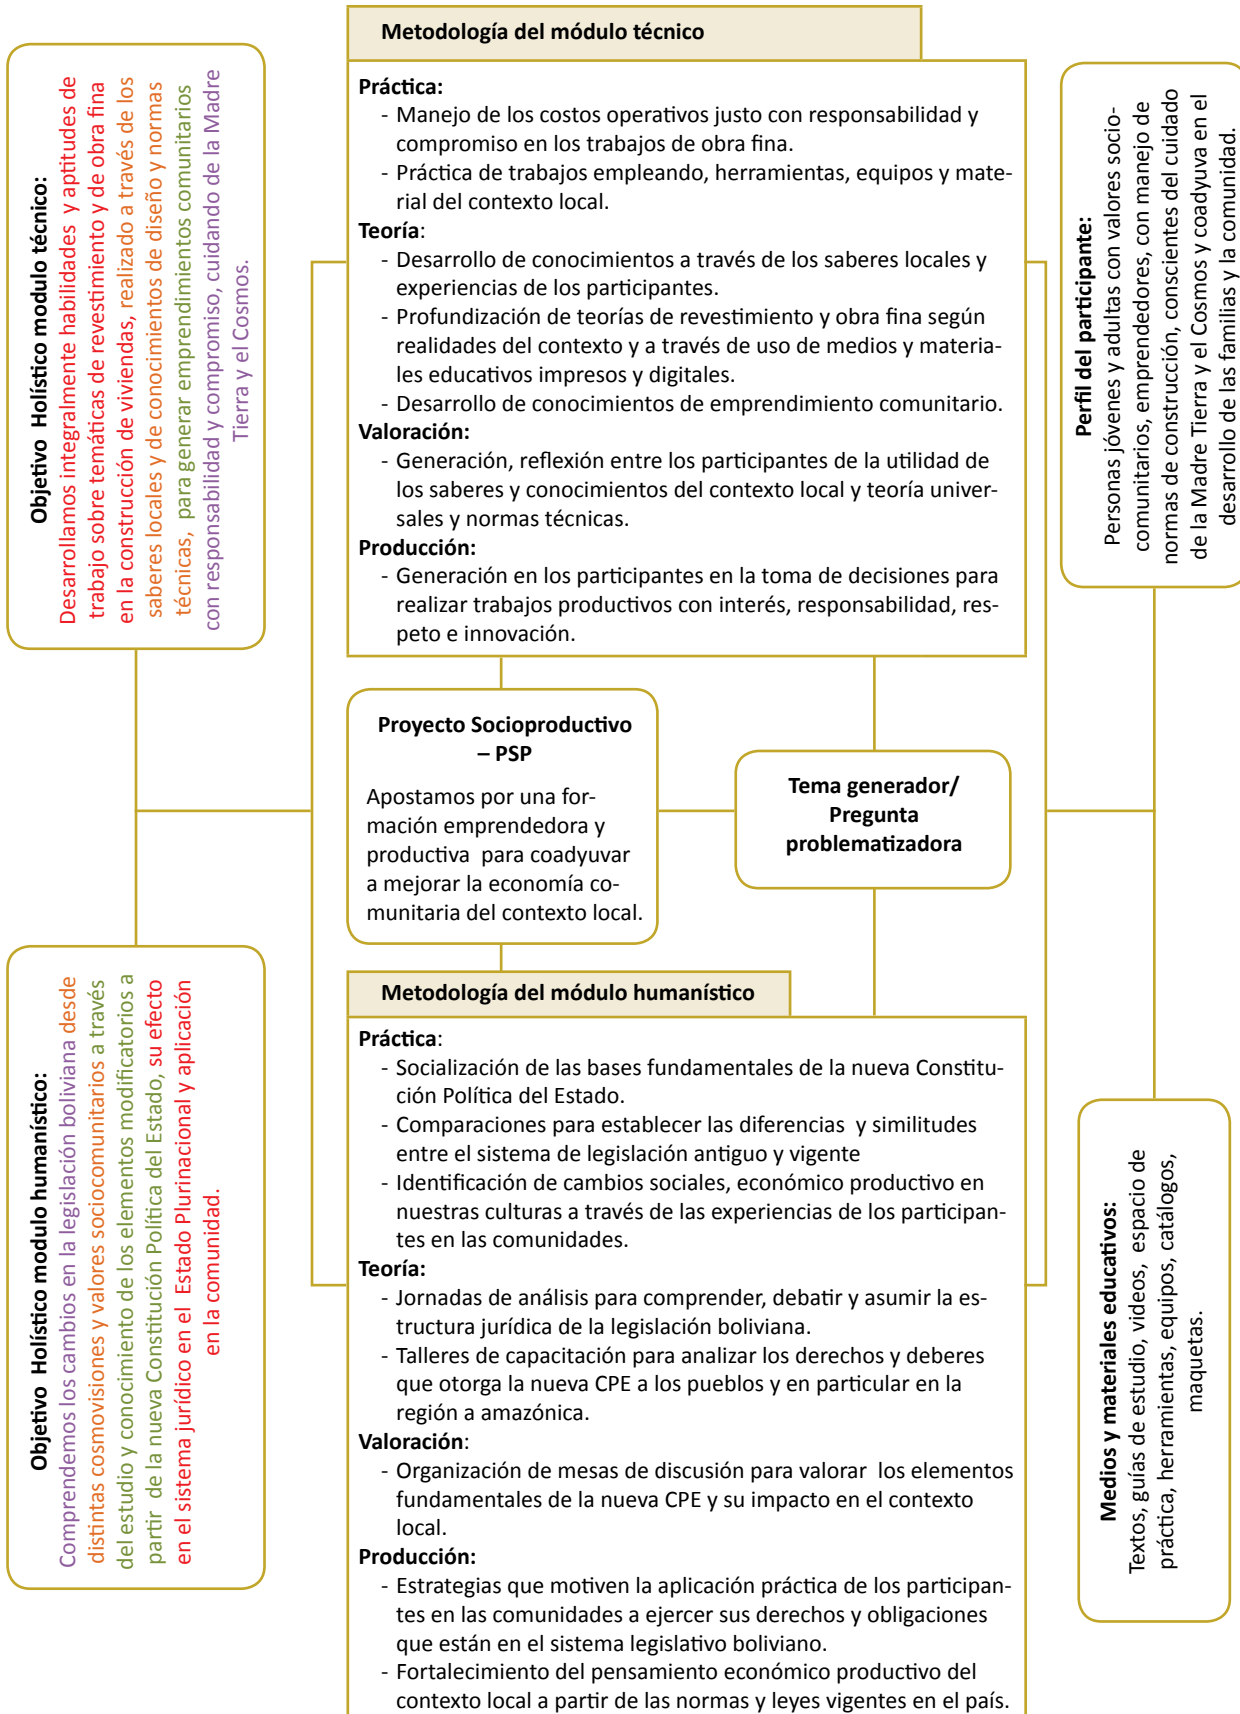 Objetivo  Holístico modulo técnico:
Desarrollamos integralmente habilidades  y aptitudes de
trabajo sobre temáticas de revestimiento y de obra fina
en la construcción de viviendas, realizado a través de los
saberes locales y de conocimientos de diseño y normas
técnicas,  para generar emprendimientos comunitarios
con responsabilidad y compromiso, cuidando de la Madre
Tierra y el Cosmos.
Metodología del módulo técnico
Práctica:
- Manejo de los costos operativos justo con responsabilidad y
compromiso en los trabajos de obra fina.
- Práctica de trabajos empleando, herramientas, equipos y mate-
rial del contexto local.
Teoría:
- Desarrollo de conocimientos a través de los saberes locales y
experiencias de los participantes.
- Profundización de teorías de revestimiento y obra fina según
realidades del contexto y a través de uso de medios y materia-
les educativos impresos y digitales.
- Desarrollo de conocimientos de emprendimiento comunitario.
Valoración:
- Generación, reflexión entre los participantes de la utilidad de
los saberes y conocimientos del contexto local y teoría univer-
sales y normas técnicas.
Producción:
- Generación en los participantes en la toma de decisiones para
realizar trabajos productivos con interés, responsabilidad, res-
peto e innovación.
Perfil del participante:
Personas jóvenes y adultas con valores socio-
comunitarios, emprendedores, con manejo de
normas de construcción, conscientes del cuidado
de la Madre Tierra y el Cosmos y coadyuva en el
desarrollo de las familias y la comunidad.
Proyecto Socioproductivo
– PSP
Apostamos por una for-
mación emprendedora y
productiva  para coadyuvar
a mejorar la economía co-
munitaria del contexto local.
Tema generador/
Pregunta
problematizadora
Objetivo  Holístico modulo humanístico:
Comprendemos los cambios en la legislación boliviana desde
distintas cosmovisiones y valores sociocomunitarios a través
del estudio y conocimiento de los elementos modificatorios a
partir  de la nueva Constitución Política del Estado, su efecto
en el sistema jurídico en el  Estado Plurinacional y aplicación
en la comunidad.
Metodología del módulo humanístico
Práctica:
- Socialización de las bases fundamentales de la nueva Constitu-
ción Política del Estado.
- Comparaciones para establecer las diferencias  y similitudes
entre el sistema de legislación antiguo y vigente
- Identificación de cambios sociales, económico productivo en
nuestras culturas a través de las experiencias de los participan-
tes en las comunidades.
Teoría:
- Jornadas de análisis para comprender, debatir y asumir la es-
tructura jurídica de la legislación boliviana.
- Talleres de capacitación para analizar los derechos y deberes
que otorga la nueva CPE a los pueblos y en particular en la
región a amazónica.
Valoración:
- Organización de mesas de discusión para valorar  los elementos
fundamentales de la nueva CPE y su impacto en el contexto
local.
Producción:
- Estrategias que motiven la aplicación práctica de los participan-
tes en las comunidades a ejercer sus derechos y obligaciones
que están en el sistema legislativo boliviano.
- Fortalecimiento del pensamiento económico productivo del
contexto local a partir de las normas y leyes vigentes en el país.
Medios y materiales educativos:
Textos, guías de estudio, videos,  espacio de
práctica, herramientas, equipos, catálogos,
maquetas.